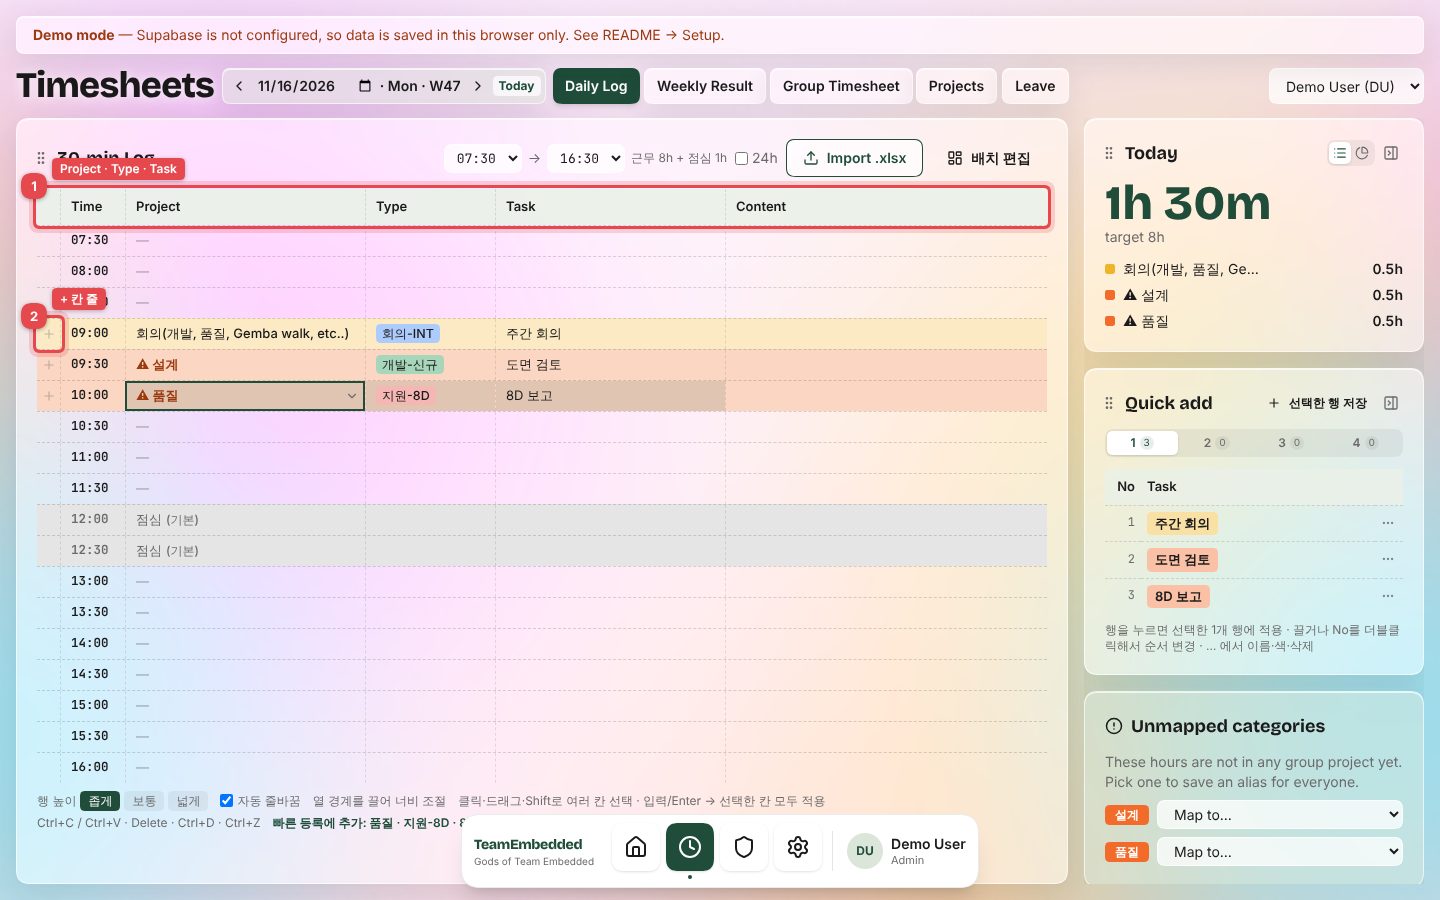 Demo mode — Supabase is not configured, so data is saved in this browser only. See README → Setup.
Timesheets
11/16/2026 · Mon · W47 Today
Daily Log
Weekly Result
Group Timesheet
Projects
Leave
Demo User (DU)
30-min Log
07:30 → 16:30 근무 8h + 점심 1h 24h
Import .xlsx
배치 편집
Project · Type · Task
1
Time Project Type Task Content
07:30 —
08:00 —
+ 칸 줄
—
2
+ 09:00 회의(개발, 품질, Gemba walk, etc..) 회의-INT 주간 회의
+ 09:30 ⚠ 설계 개발-신규 도면 검토
+ 10:00 ⚠ 품질 지원-8D 8D 보고
10:30 —
11:00 —
11:30 —
12:00 점심 (기본)
12:30 점심 (기본)
13:00 —
13:30 —
14:00 —
14:30 —
15:00 —
15:30 —
16:00 —
행 높이 좁게 보통 넓게 자동 줄바꿈 열 경계를 끌어 너비 조절 클릭·드래그·Shift로 여러 칸 선택 · 입력/Enter → 선택한 칸 모두 적용
Ctrl+C / Ctrl+V · Delete · Ctrl+D · Ctrl+Z 빠른 등록에 추가: 품질 · 지원-8D · 8
Today
1h 30m
target 8h
회의(개발, 품질, Ge... 0.5h
⚠ 설계 0.5h
⚠ 품질 0.5h
Quick add
+ 선택한 행 저장
1 3 2 0 3 0 4 0
No Task
1 주간 회의 ...
2 도면 검토 ...
3 8D 보고 ...
행을 누르면 선택한 1개 행에 적용 · 끌거나 No를 더블클
릭해서 순서 변경 · ... 에서 이름·색·삭제
Unmapped categories
These hours are not in any group project yet.
Pick one to save an alias for everyone.
설계 Map to...
품질 Map to...
TeamEmbedded
Gods of Team Embedded
DU
Demo User
Admin